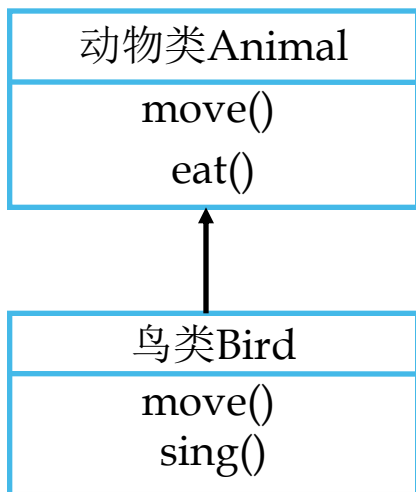 动物类Animal
move()
eat()
鸟类Bird
move()
sing()